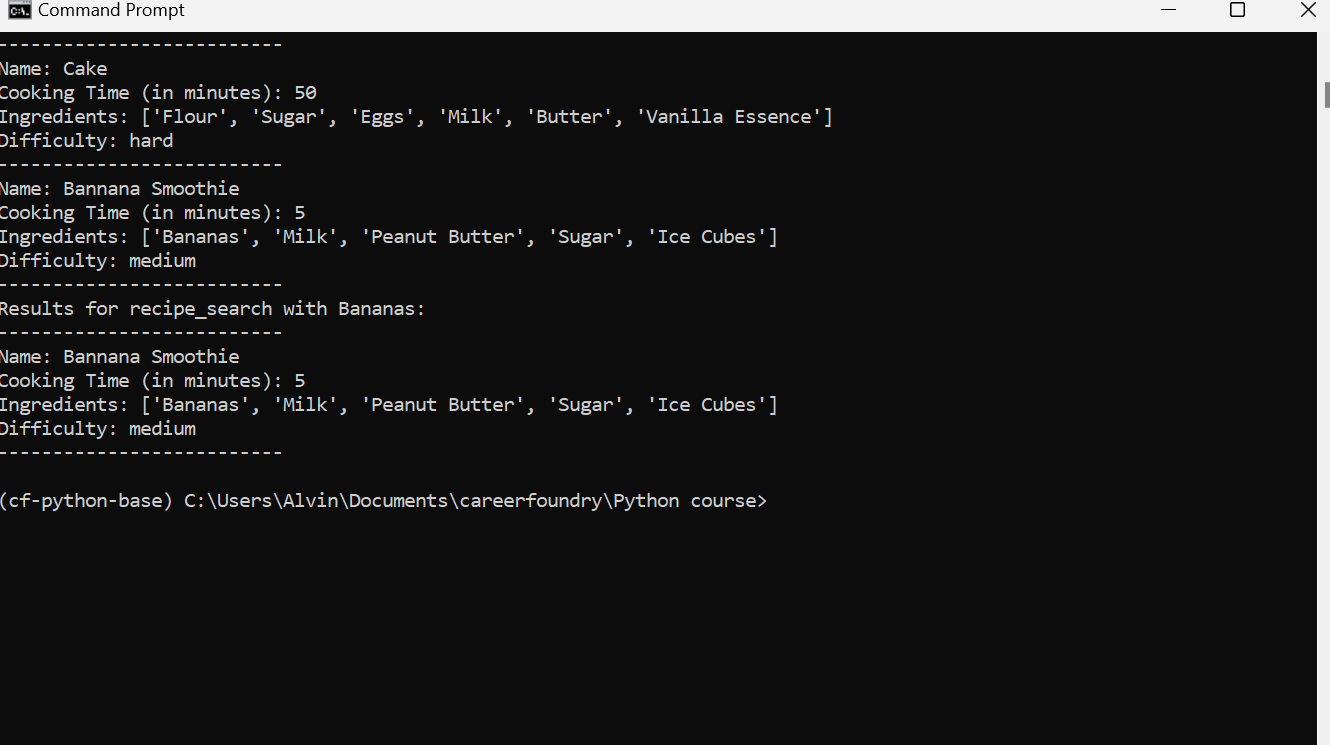 Command Prompt
--------------------------
Name: Cake
Cooking Time (in minutes): 50
Ingredients: ['Flour', 'Sugar', 'Eggs', 'Milk', 'Butter', 'Vanilla Essence']
Difficulty: hard
--------------------------
Name: Bannana Smoothie
Cooking Time (in minutes): 5
Ingredients: ['Bananas', 'Milk', 'Peanut Butter', 'Sugar', 'Ice Cubes']
Difficulty: medium
--------------------------
Results for recipe_search with Bananas:
--------------------------
Name: Bannana Smoothie
Cooking Time (in minutes): 5
Ingredients: ['Bananas', 'Milk', 'Peanut Butter', 'Sugar', 'Ice Cubes']
Difficulty: medium
--------------------------
(cf-python-base) C:\Users\Alvin\Documents\careerfoundry\Python course>